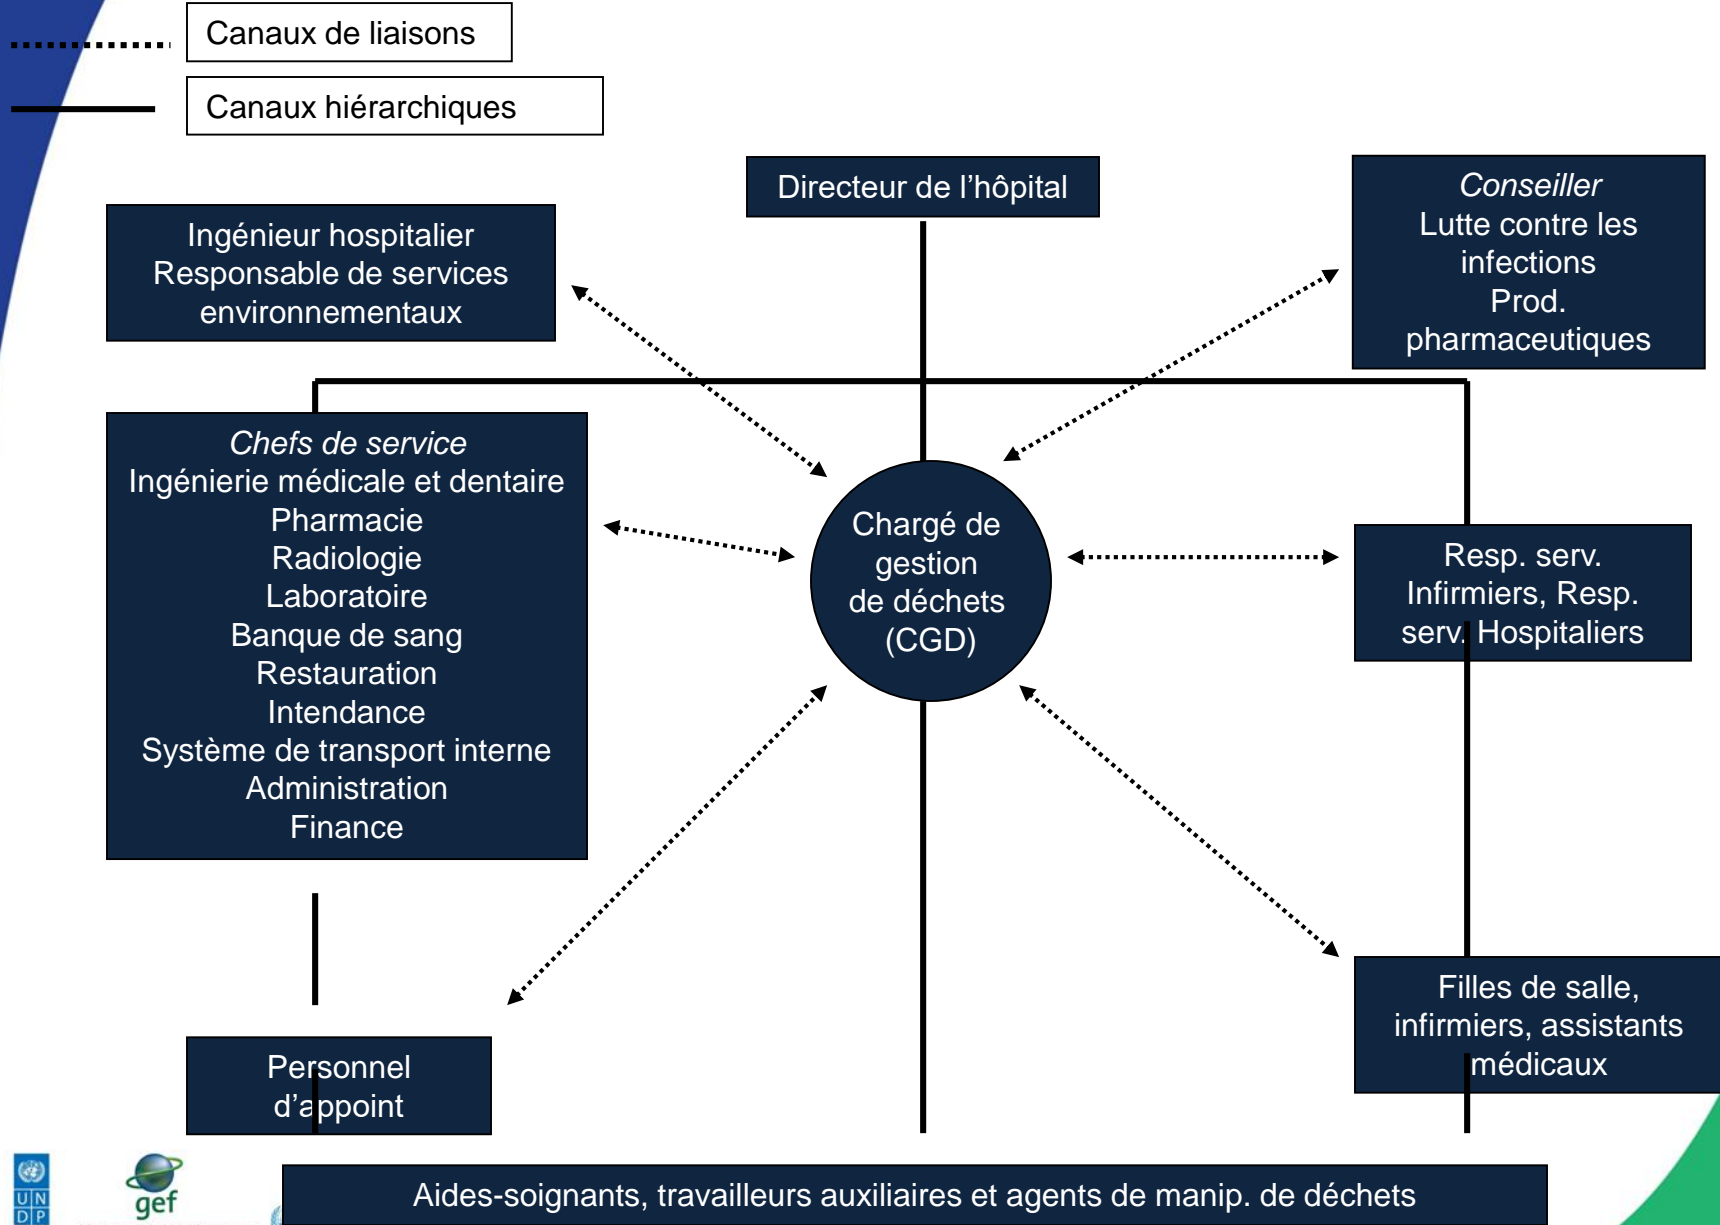 Canaux de liaisons
Canaux hiérarchiques
Directeur de l'hôpital
Conseiller
Lutte contre les
infections
Prod.
pharmaceutiques
Ingénieur hospitalier
Responsable de services
environnementaux
Chefs de service
Ingénierie médicale et dentaire
Pharmacie
Radiologie
Laboratoire
Banque de sang
Restauration
Intendance
Système de transport interne
Administration
Finance
Chargé de
gestion
de déchets
(CGD)
Resp. serv.
Infirmiers, Resp.
serv. Hospitaliers
Filles de salle,
infirmiers, assistants
médicaux
Personnel
d'appoint
Aides-soignants, travailleurs auxiliaires et agents de manip. de déchets
U N
D P
gef